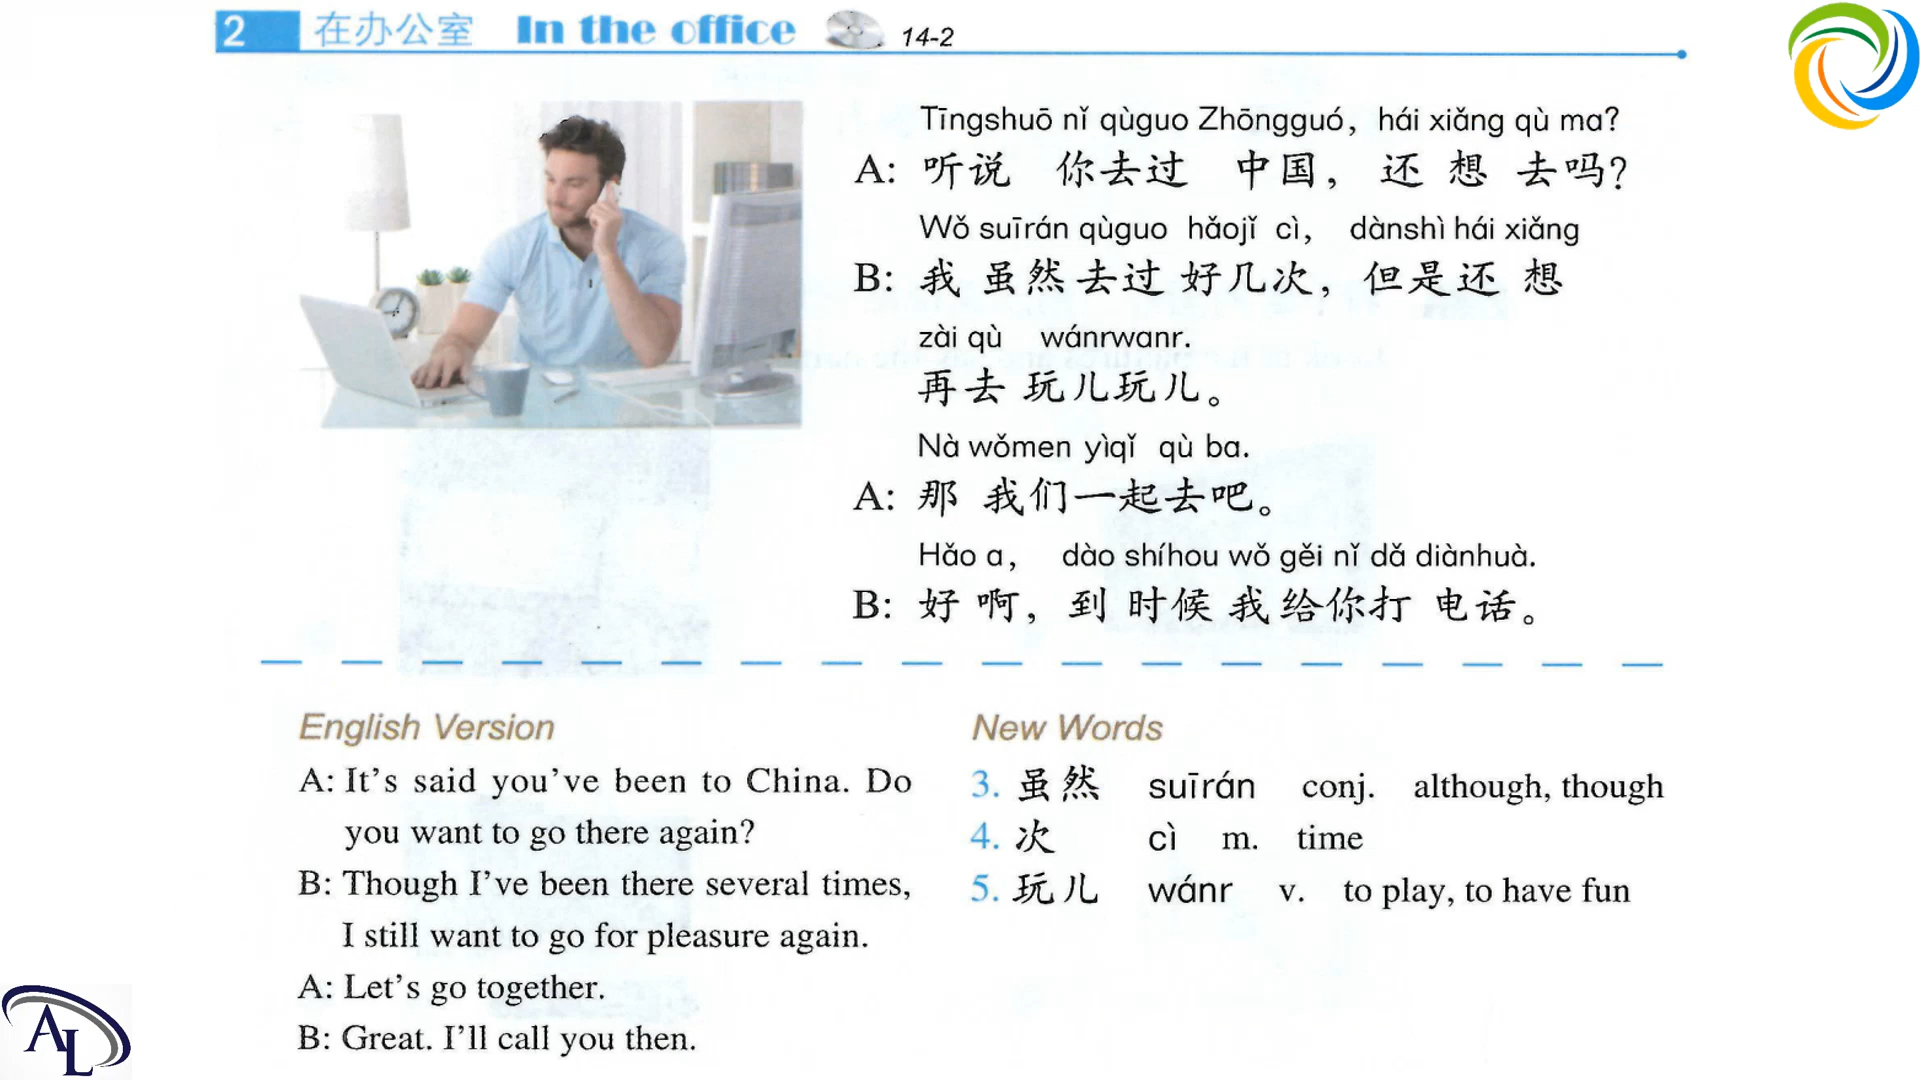 2 在办公室 In the office 14-2
Tīngshuō nǐ qùguo Zhōngguó, hái xiǎng qù ma?
A: 听说 你去过 中国, 还 想 去吗?
Wǒ suīrán qùguo hǎojǐ cì, dànshì hái xiǎng
B: 我 虽然去过 好几次, 但是还 想
zài qù wánrwanr.
再去 玩儿玩儿。
Nà wǒmen yìqǐ qù ba.
A: 那 我们一起去吧。
Hǎo a, dào shíhou wǒ gěi nǐ dǎ diànhuà.
B: 好 啊, 到 时候 我 给你打 电话。
English Version
A: It's said you've been to China. Do
you want to go there again?
B: Though I've been there several times,
I still want to go for pleasure again.
A: Let's go together.
B: Great. I'll call you then.
New Words
3. 虽然 suīrán conj. although, though
4. 次 cì m. time
5. 玩儿 wánr v. to play, to have fun
AL